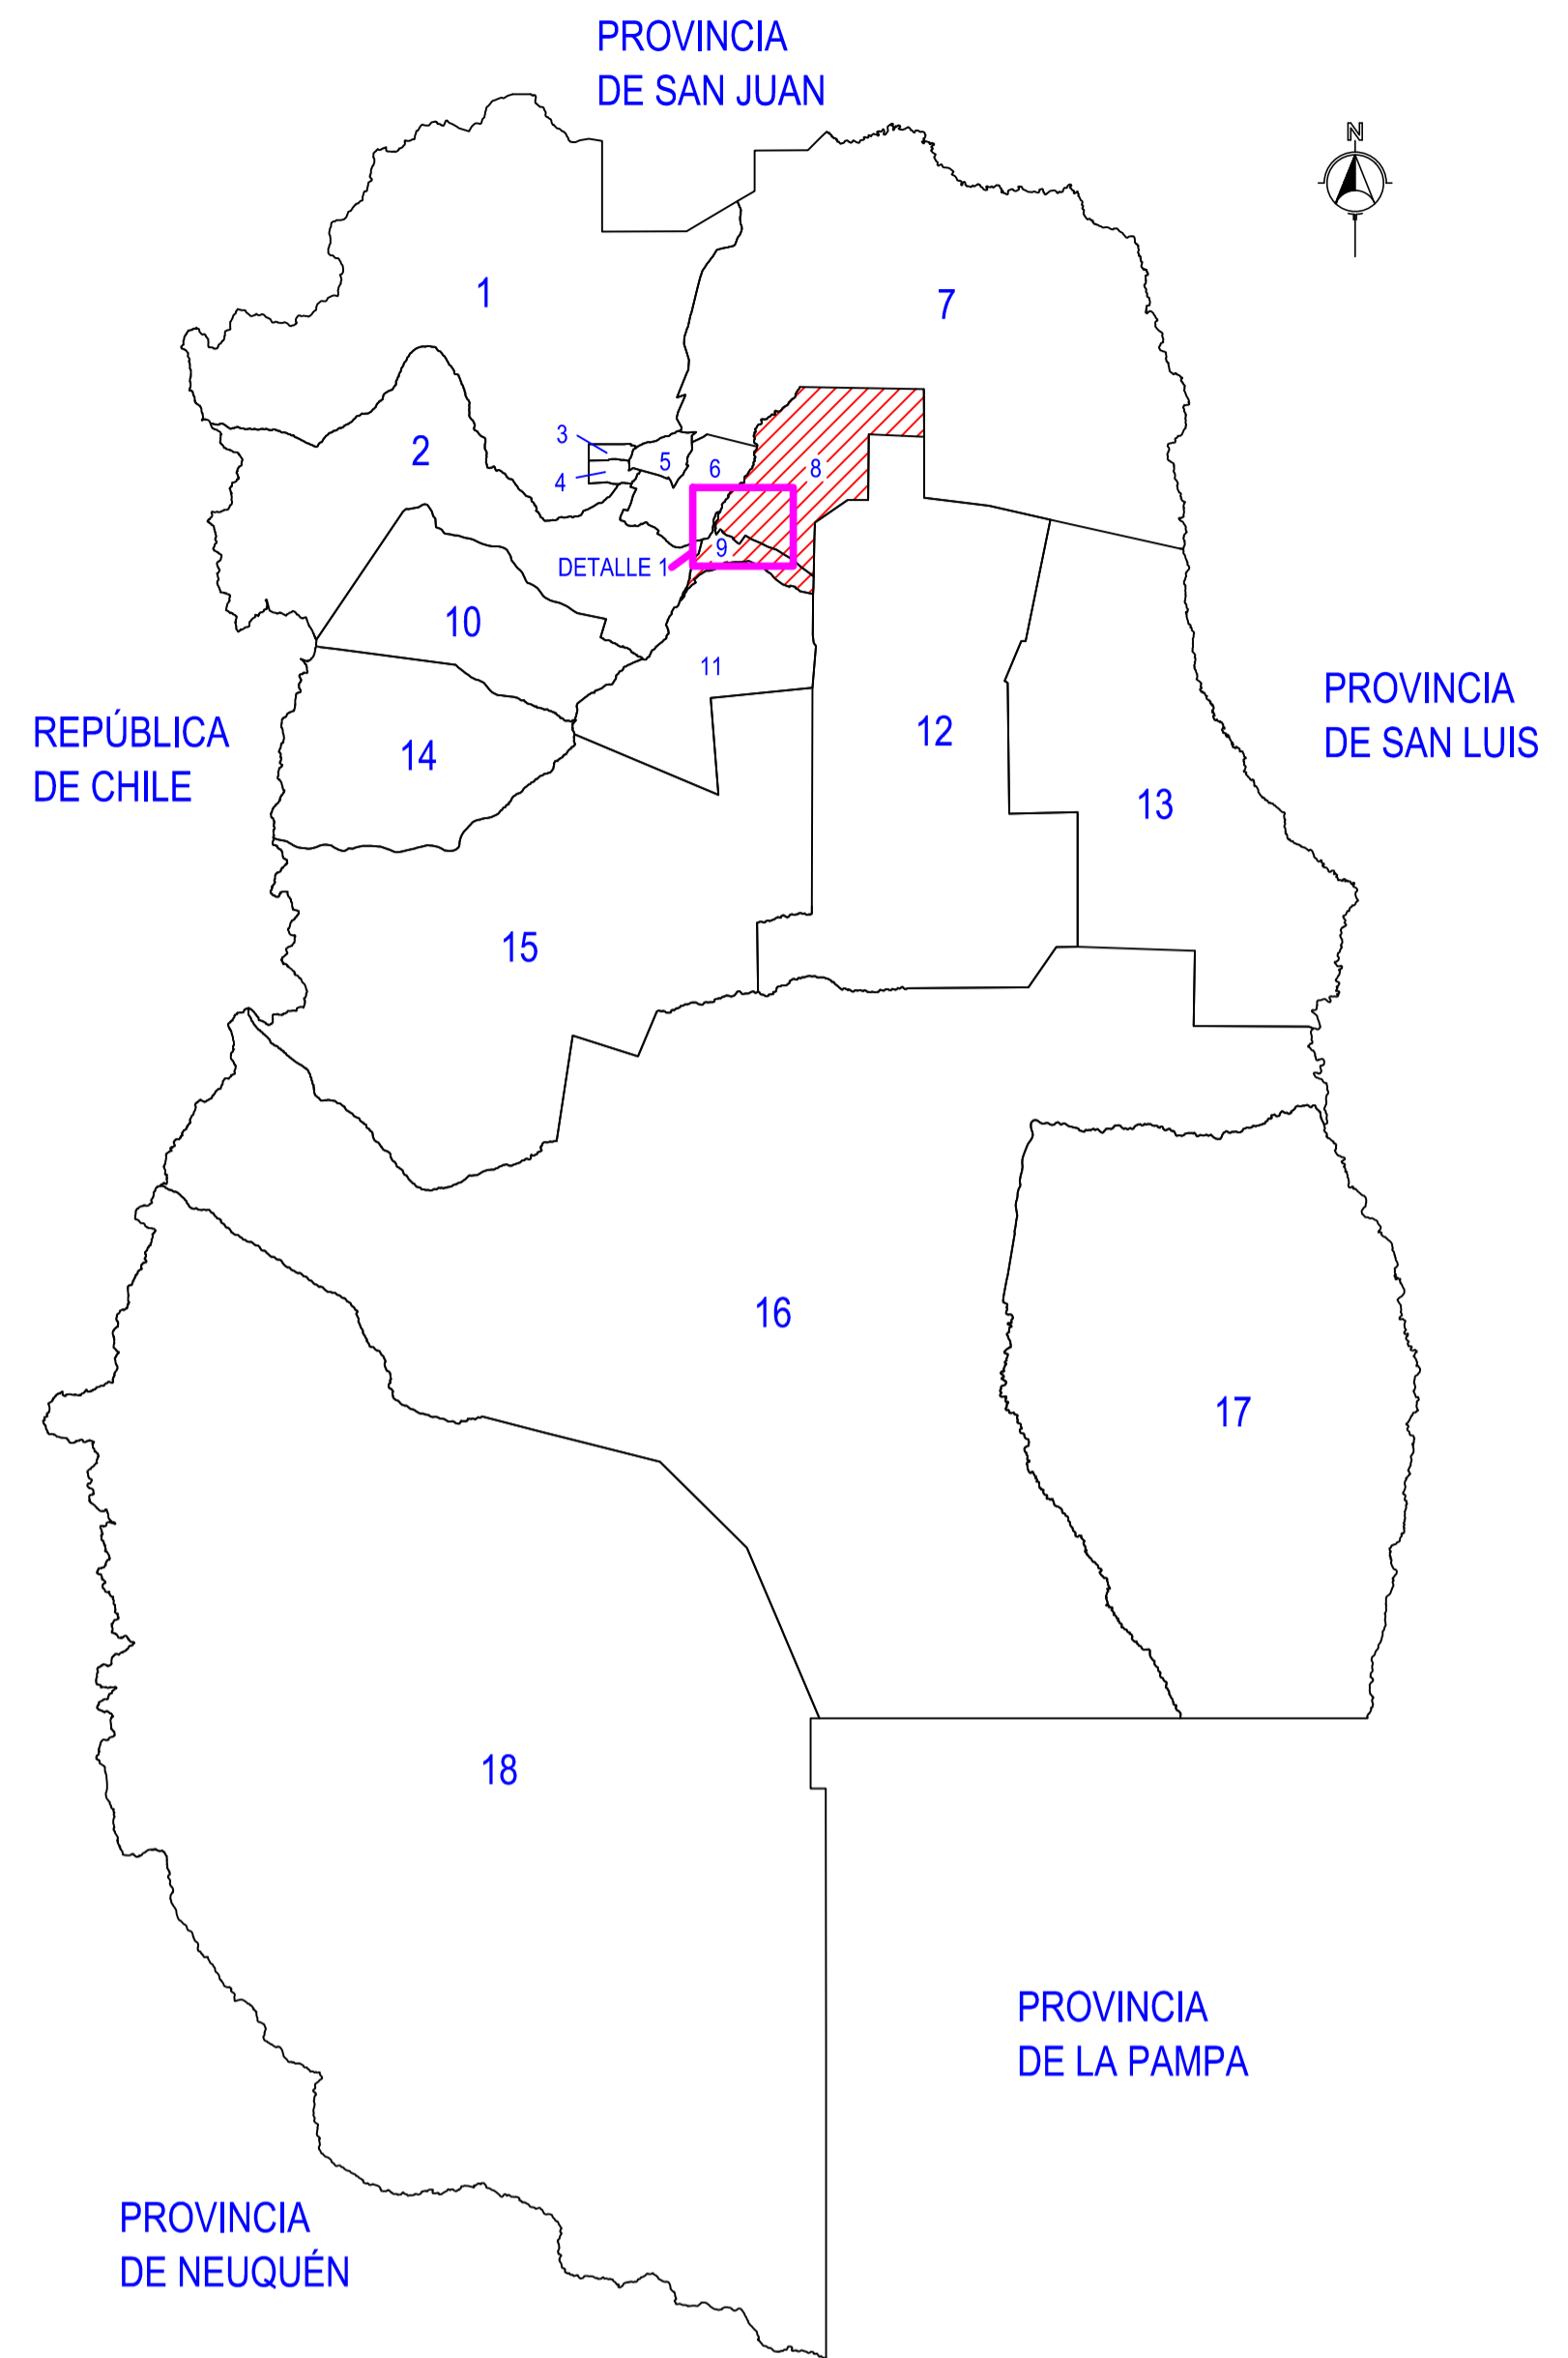 PROVINCIA
DE SAN JUAN
N
1
7
2
3
4
5
6
8
9
DETALLE 1
10
11
12
PROVINCIA
DE SAN LUIS
REPÚBLICA
DE CHILE
14
13
15
16
17
18
PROVINCIA
DE LA PAMPA
PROVINCIA
DE NEUQUÉN